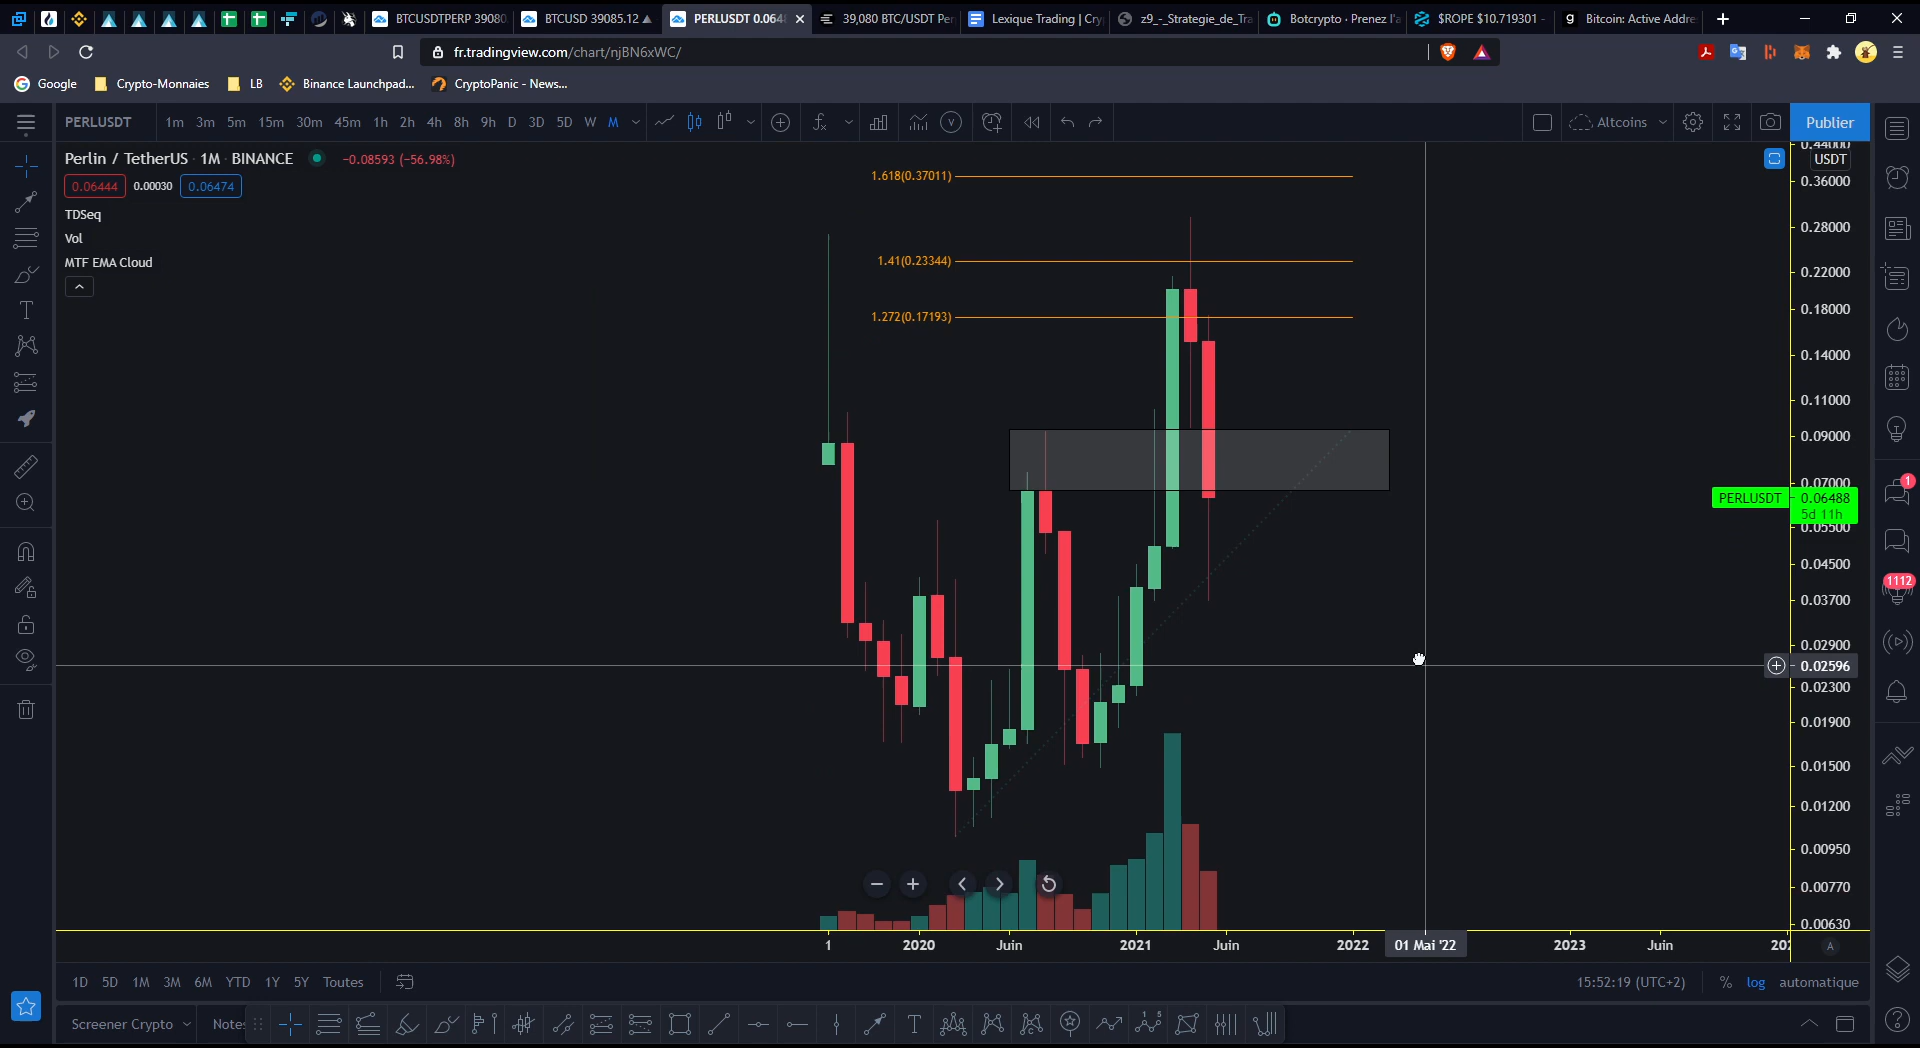 BTCUSDTPERP 39080
BTCUSD 39085.12
PERLUSDT 0.064
39,080 BTC/USDT Per
Lexique Trading | Cry
z9_-_Strategie_de_Tra
Botcrypto · Prenez l'a
$ROPE $10.719301 -
Bitcoin: Active Addre
fr.tradingview.com/chart/njBN6xWC/
Google
Crypto-Monnaies
LB
Binance Launchpad...
CryptoPanic - News...
PERLUSDT
1m 3m 5m 15m 30m 45m 1h 2h 4h 8h 9h D 3D 5D W M
Altcoins
Publier
Perlin / TetherUS · 1M · BINANCE
−0.08593 (−56.98%)
0.06444 0.00030 0.06474
TDSeq
Vol
MTF EMA Cloud
1.618(0.37011)
1.41(0.23344)
1.272(0.17193)
0.44000
USDT
0.36000
0.28000
0.22000
0.18000
0.14000
0.11000
0.09000
0.07000
PERLUSDT 0.06488
5d 11h
0.05500
0.04500
0.03700
0.02900
0.02596
0.02300
0.01900
0.01500
0.01200
0.00950
0.00770
0.00630
1
1112
1 2020 Juin 2021 Juin 2022 01 Mai '22 2023 Juin
A
1D 5D 1M 3M 6M YTD 1Y 5Y Toutes
15:52:19 (UTC+2)
% log automatique
Screener Crypto
Notes